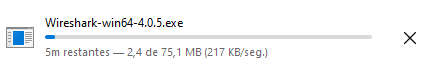 Wireshark-win64-4.0.5.exe
5m restantes — 2,4 de 75,1 MB (217 KB/seg.)